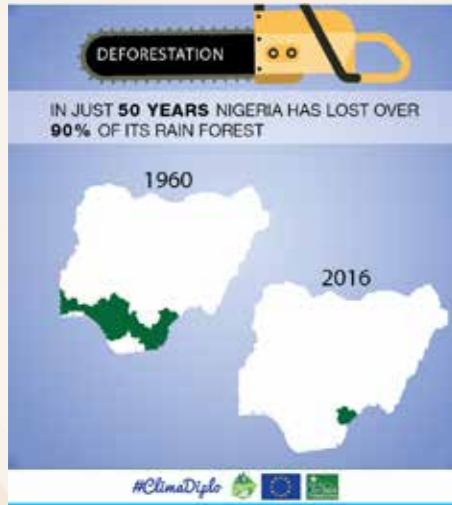 DEFORESTATION
IN JUST 50 YEARS NIGERIA HAS LOST OVER
90% OF ITS RAIN FOREST
1960
2016
#ClimaDiplo